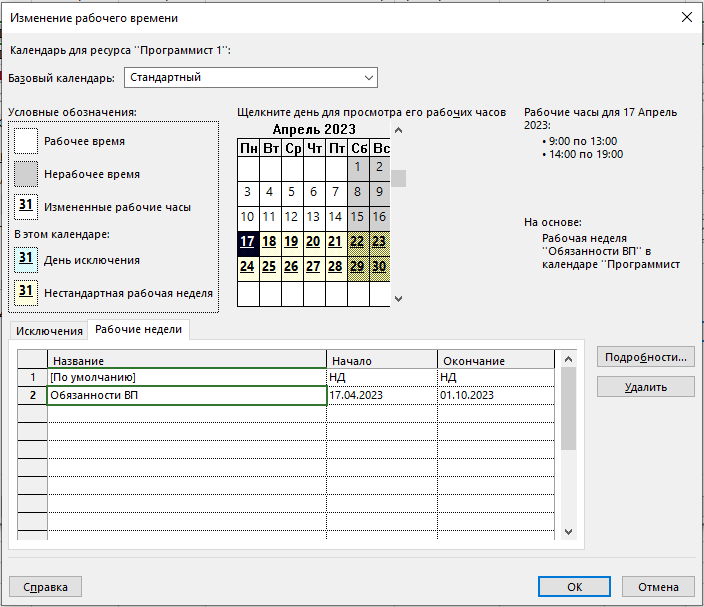 Изменение рабочего времени
Календарь для ресурса "Программист 1":
Базовый календарь:
Стандартный
Условные обозначения:
Рабочее время
Нерабочее время
31
Измененные рабочие часы
В этом календаре:
31
День исключения
31
Нестандартная рабочая неделя
Щелкните день для просмотра его рабочих часов
Апрель 2023
Пн Вт Ср Чт Пт Сб Вс
1 2
3 4 5 6 7 8 9
10 11 12 13 14 15 16
17 18 19 20 21 22 23
24 25 26 27 28 29 30
Рабочие часы для 17 Апрель
2023:
• 9:00 по 13:00
• 14:00 по 19:00
На основе:
Рабочая неделя
"Обязанности ВП" в
календаре "Программист
Исключения
Рабочие недели
Название Начало Окончание
1 [По умолчанию] НД НД
2 Обязанности ВП 17.04.2023 01.10.2023
Подробности...
Удалить
Справка
ОК
Отмена